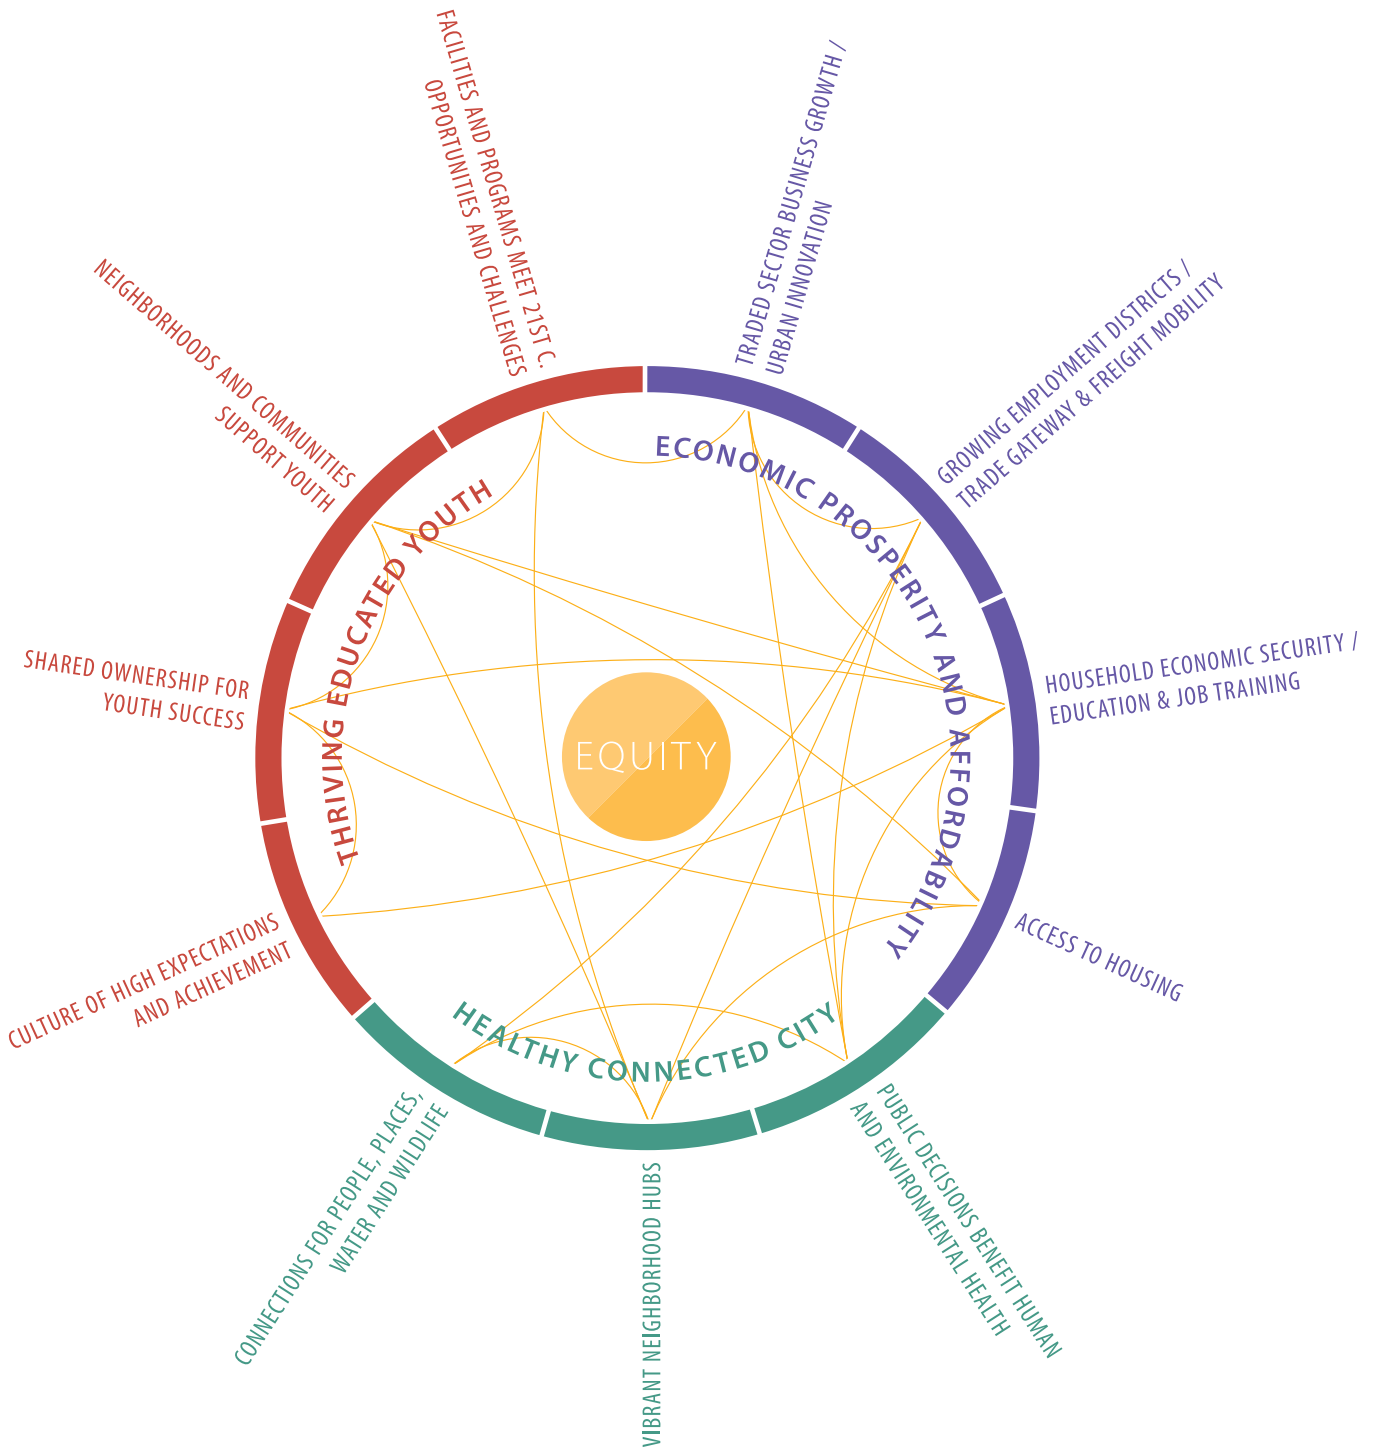 FACILITIES AND PROGRAMS MEET 21ST C.
OPPORTUNITIES AND CHALLENGES
TRADED SECTOR BUSINESS GROWTH /
URBAN INNOVATION
GROWING EMPLOYMENT DISTRICTS /
TRADE GATEWAY & FREIGHT MOBILITY
HOUSEHOLD ECONOMIC SECURITY /
EDUCATION & JOB TRAINING
ACCESS TO HOUSING
PUBLIC DECISIONS BENEFIT HUMAN
AND ENVIRONMENTAL HEALTH
VIBRANT NEIGHBORHOOD HUBS
CONNECTIONS FOR PEOPLE, PLACES,
WATER AND WILDLIFE
CULTURE OF HIGH EXPECTATIONS
AND ACHIEVEMENT
SHARED OWNERSHIP FOR
YOUTH SUCCESS
NEIGHBORHOODS AND COMMUNITIES
SUPPORT YOUTH
THRIVING EDUCATED YOUTH
ECONOMIC PROSPERITY AND AFFORDABILITY
HEALTHY CONNECTED CITY
EQUITY